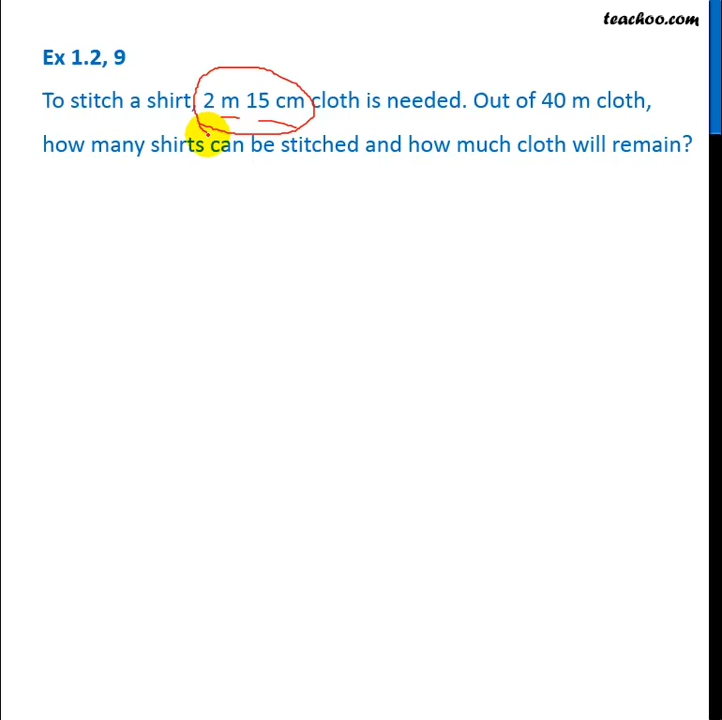 teachoo.com
Ex 1.2, 9
To stitch a shirt, 2 m 15 cm cloth is needed. Out of 40 m cloth,
how many shirts can be stitched and how much cloth will remain?